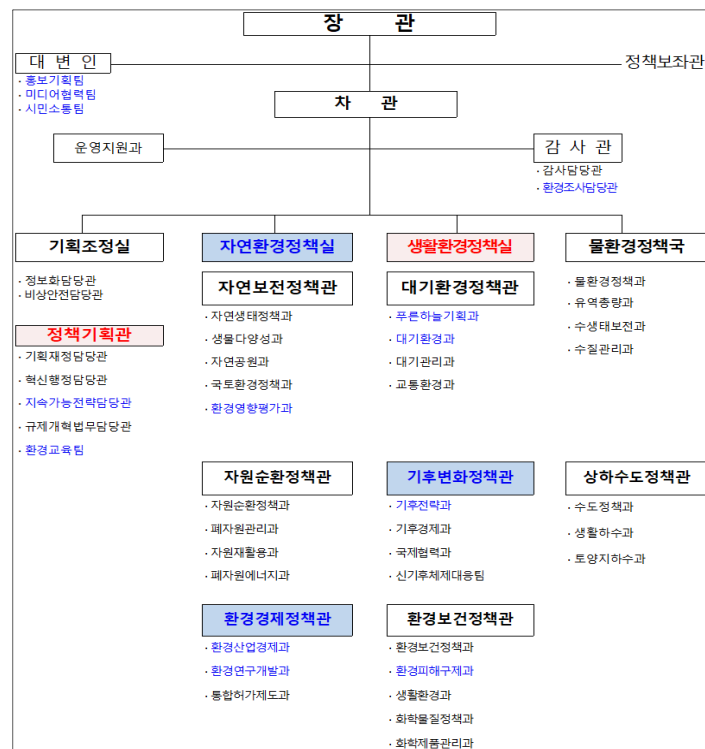 장 관
대 변 인
· 홍보기획팀
· 미디어협력팀
· 시민소통팀
정책보좌관
차 관
운영지원과
감 사 관
· 감사담당관
· 환경조사담당관
기획조정실
· 정보화담당관
· 비상안전담당관
정책기획관
· 기획재정담당관
· 혁신행정담당관
· 지속가능전략담당관
· 규제개혁법무담당관
· 환경교육팀
자연환경정책실
자연보전정책관
· 자연생태정책과
· 생물다양성과
· 자연공원과
· 국토환경정책과
· 환경영향평가과
자원순환정책관
· 자원순환정책과
· 폐자원관리과
· 자원재활용과
· 폐자원에너지과
환경경제정책관
· 환경산업경제과
· 환경연구개발과
· 통합허가제도과
생활환경정책실
대기환경정책관
· 푸른하늘기획과
· 대기환경과
· 대기관리과
· 교통환경과
기후변화정책관
· 기후전략과
· 기후경제과
· 국제협력과
· 신기후체제대응팀
환경보건정책관
· 환경보건정책과
· 환경피해구제과
· 생활환경과
· 화학물질정책과
· 화학제품관리과
물환경정책국
· 물환경정책과
· 유역총량과
· 수생태보전과
· 수질관리과
상하수도정책관
· 수도정책과
· 생활하수과
· 토양지하수과